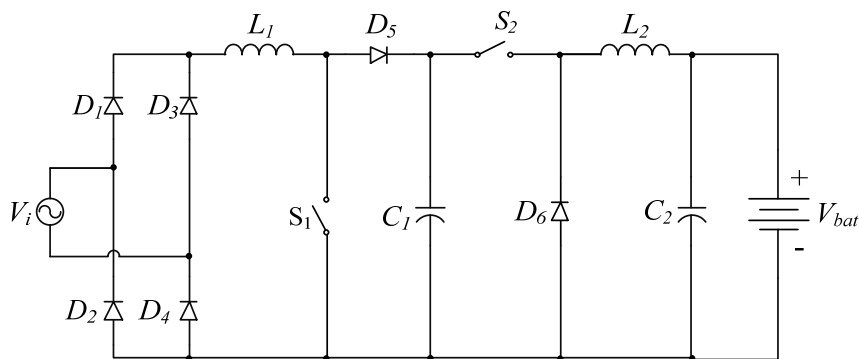 L1
D5
S2
L2
D1
D3
Vi
S1
C1
D6
C2
+
Vbat
-
D2
D4